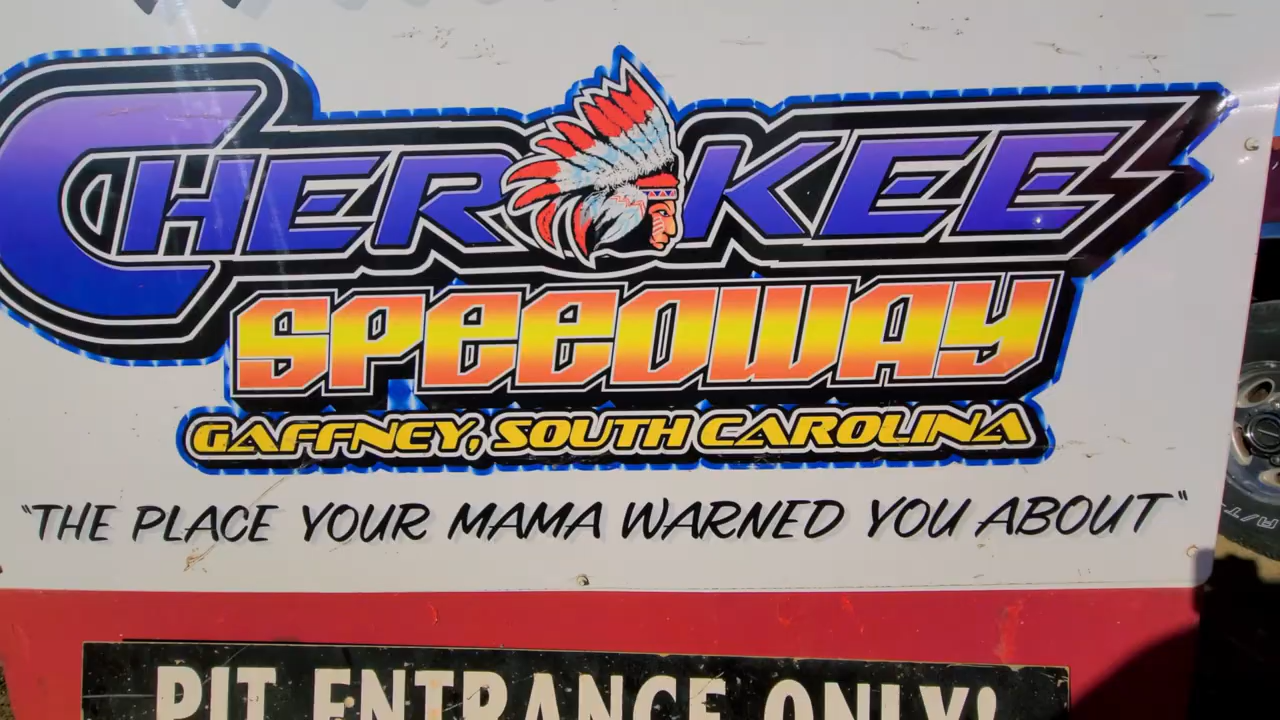 CHEROKEE
SPEEDWAY
GAFFNEY, SOUTH CAROLINA
"THE PLACE YOUR MAMA WARNED YOU ABOUT"
PIT ENTRANCE ONLY!